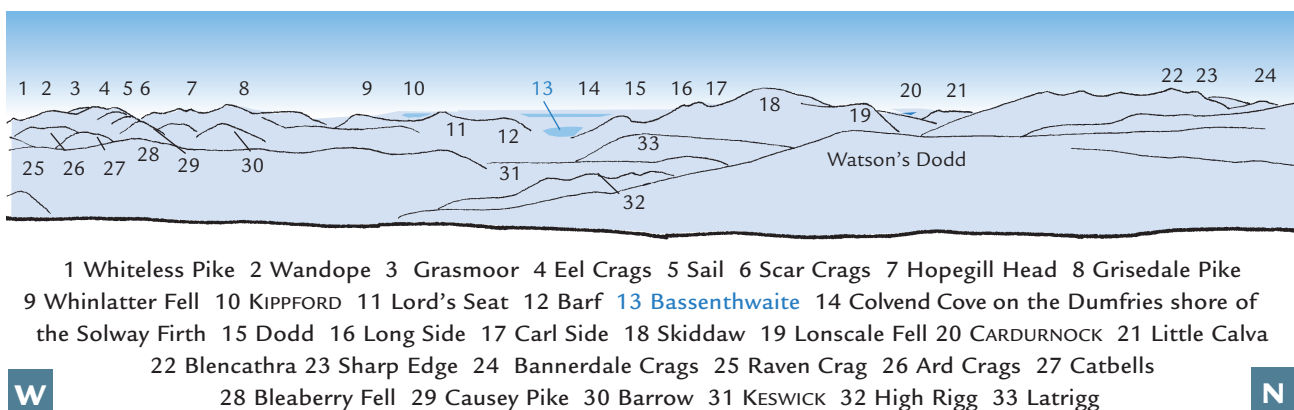 22 23 24
1 2 3 4 5 6 7 8 9 10 13 14 15 16 17 20 21
18
19
11 12 33
25 26 27 28 29 30 31 Watson's Dodd
32
1 Whiteless Pike 2 Wandope 3 Grasmoor 4 Eel Crags 5 Sail 6 Scar Crags 7 Hopegill Head 8 Grisedale Pike
9 Whinlatter Fell 10 KIPPFORD 11 Lord's Seat 12 Barf 13 Bassenthwaite 14 Colvend Cove on the Dumfries shore of
the Solway Firth 15 Dodd 16 Long Side 17 Carl Side 18 Skiddaw 19 Lonscale Fell 20 CARDURNOCK 21 Little Calva
22 Blencathra 23 Sharp Edge 24 Bannerdale Crags 25 Raven Crag 26 Ard Crags 27 Catbells
28 Bleaberry Fell 29 Causey Pike 30 Barrow 31 KESWICK 32 High Rigg 33 Latrigg
W
N